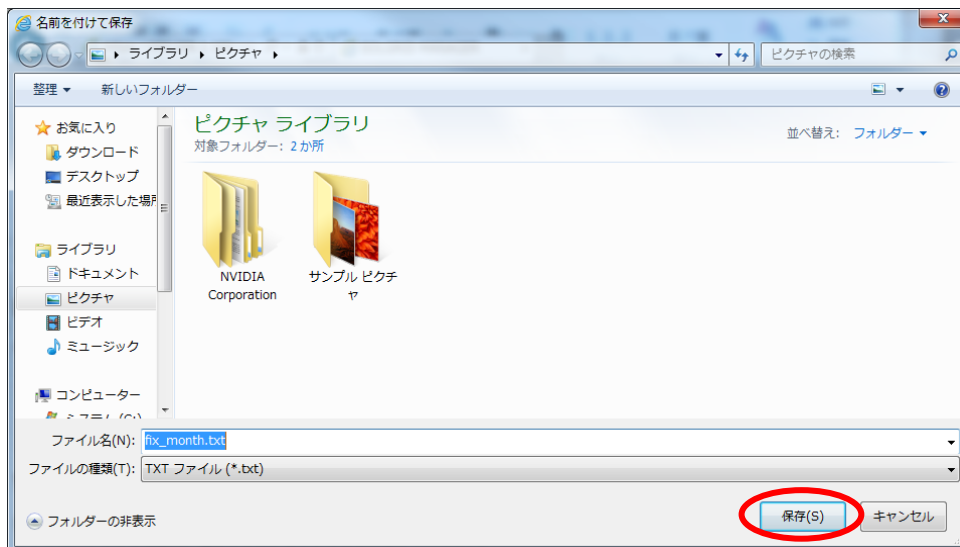 名前を付けて保存
ライブラリ ピクチャ
ピクチャの検索
整理 新しいフォルダー
お気に入り
ダウンロード
デスクトップ
最近表示した場所
ライブラリ
ドキュメント
ピクチャ
ビデオ
ミュージック
コンピューター
システム (C:)
ピクチャ ライブラリ
対象フォルダー: 2 か所
並べ替え: フォルダー
NVIDIA
Corporation
サンプル ピクチ
ャ
ファイル名(N): fix_month.txt
ファイルの種類(T): TXT ファイル (*.txt)
フォルダーの非表示
保存(S)
キャンセル